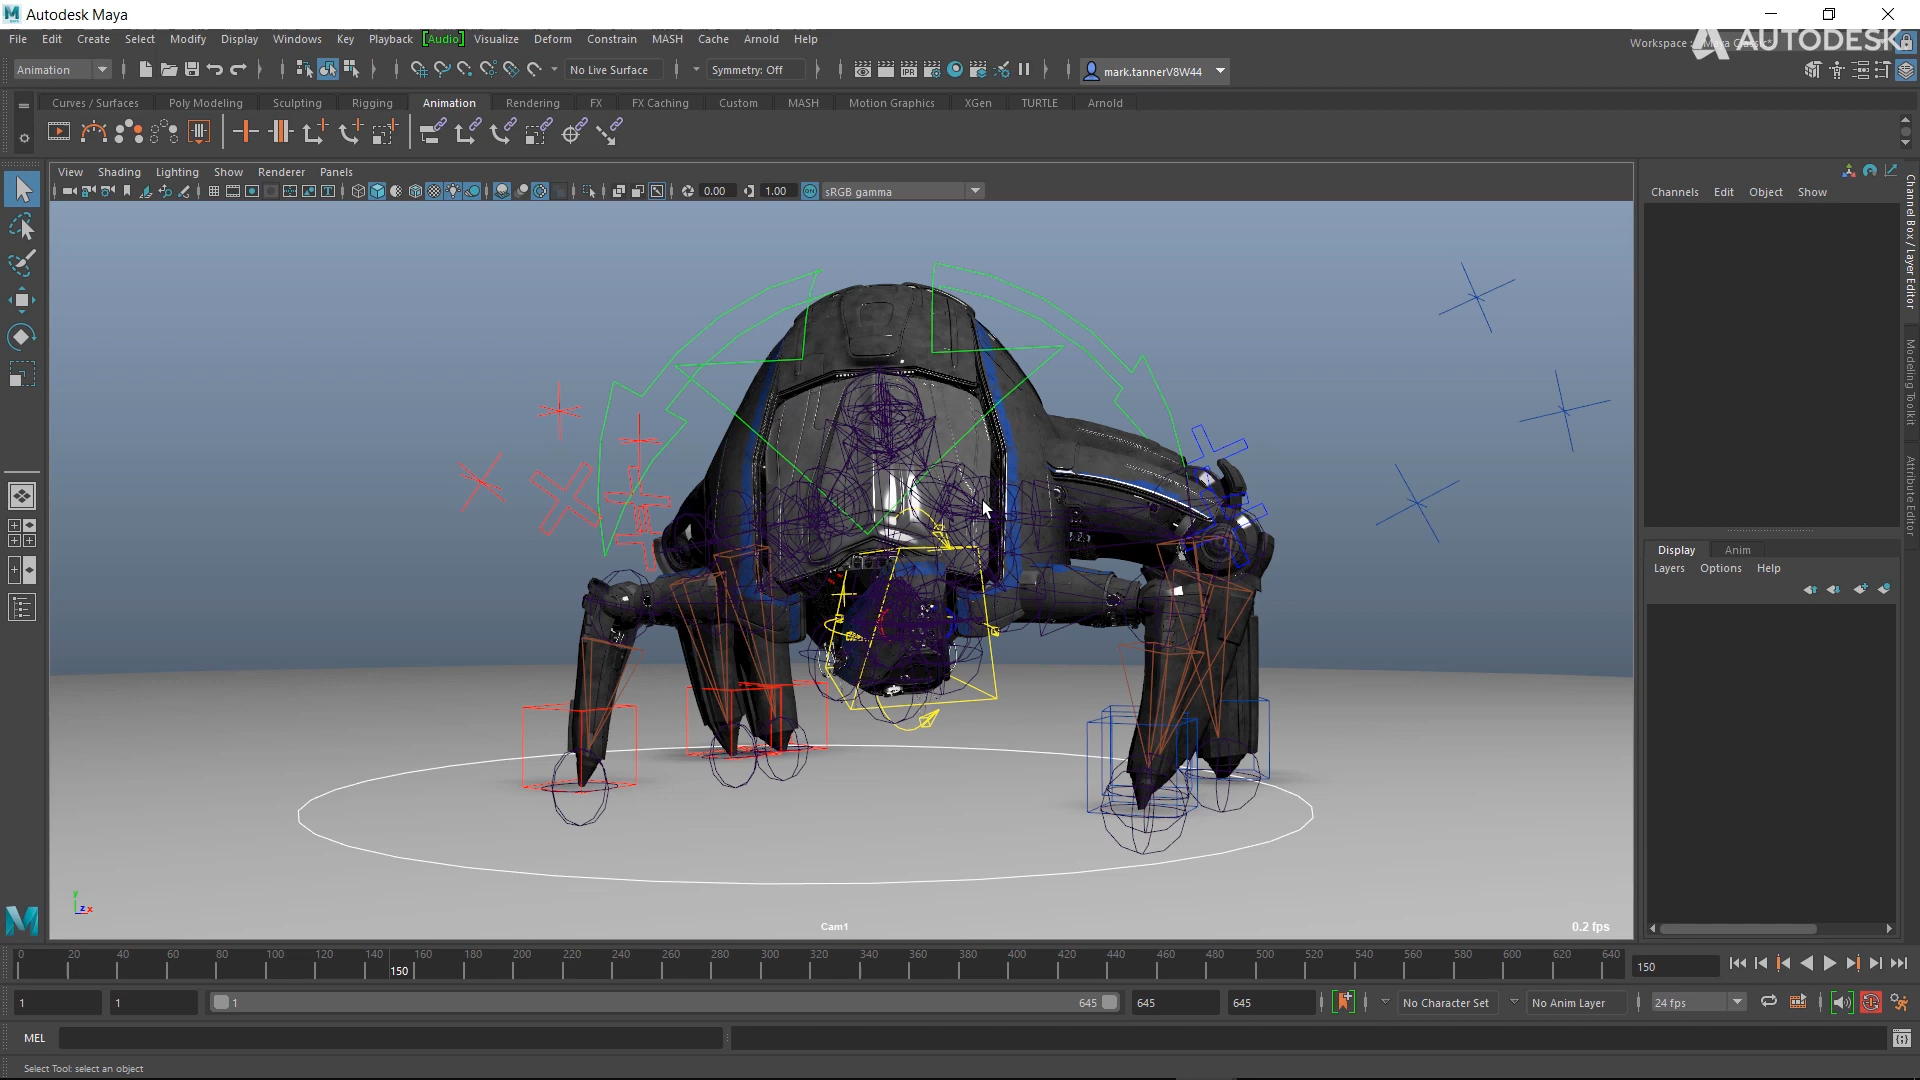 Autodesk Maya
File Edit Create Select Modify Display Windows Key Playback [Audio] Visualize Deform Constrain MASH Cache Arnold Help
Workspace :
AUTODESK
Animation
No Live Surface
Symmetry: Off
mark.tannerV8W44
Curves / Surfaces Poly Modeling Sculpting Rigging Animation Rendering FX FX Caching Custom MASH Motion Graphics XGen TURTLE Arnold
View Shading Lighting Show Renderer Panels
0.00 1.00 ON sRGB gamma
Channels Edit Object Show
Channel Box / Layer Editor
Modeling Toolkit
Attribute Editor
Display Anim
Layers Options Help
y
z x
Cam1
0.2 fps
0 20 40 60 80 100 120 140 160 180 200 220 240 260 280 300 320 340 360 380 400 420 440 460 480 500 520 540 560 580 600 620 640
150
150
1 1 1 645 645 645 No Character Set No Anim Layer 24 fps
MEL
Select Tool: select an object